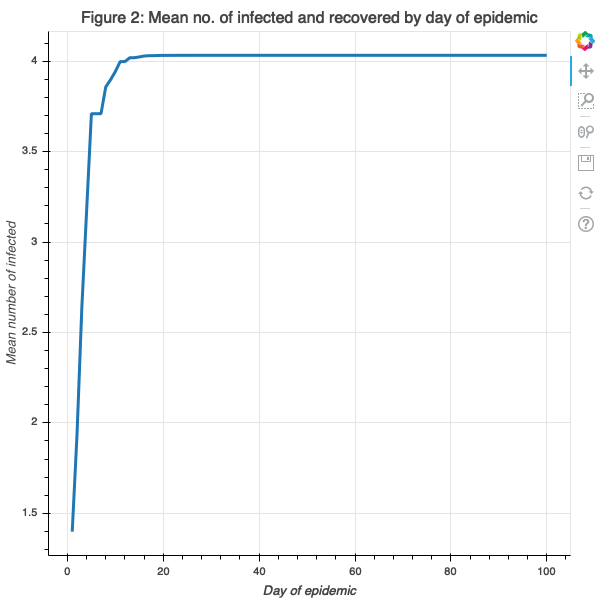 Figure 2: Mean no. of infected and recovered by day of epidemic
4
3.5
3
2.5
2
1.5
Mean number of infected
0 20 40 60 80 100
Day of epidemic
?